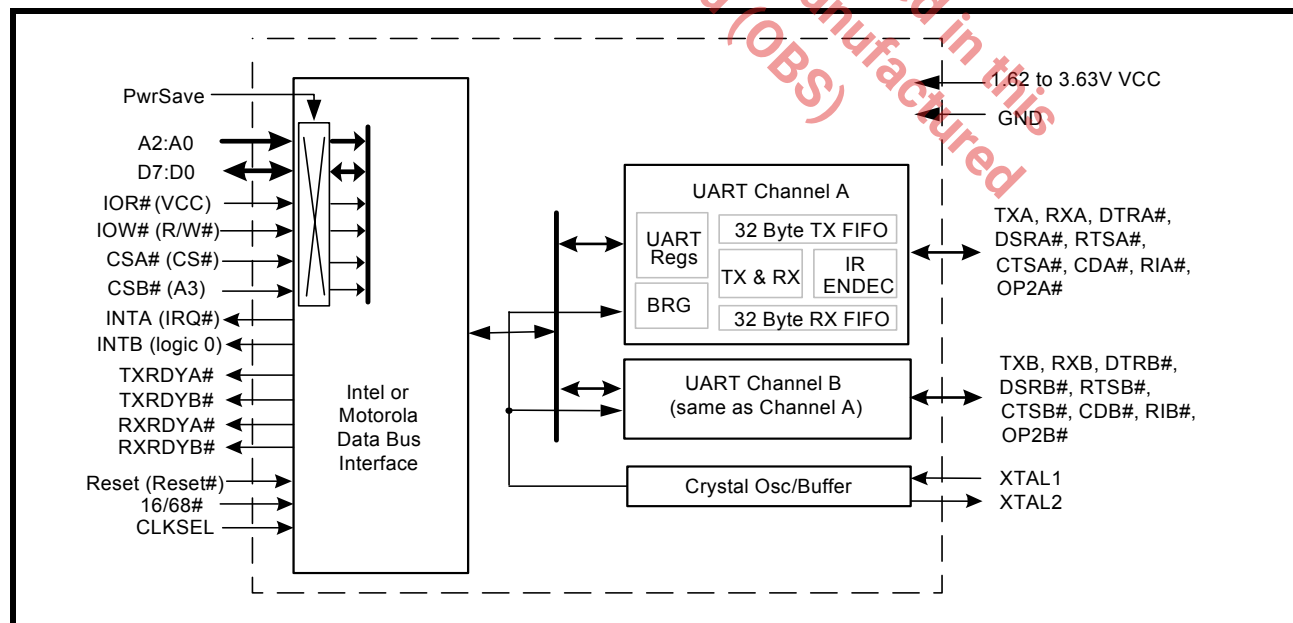 ed in this
anufactured
(OBS)
PwrSave
A2:A0
D7:D0
IOR# (VCC)
IOW# (R/W#)
CSA# (CS#)
CSB# (A3)
INTA (IRQ#)
INTB (logic 0)
TXRDYA#
TXRDYB#
RXRDYA#
RXRDYB#
Reset (Reset#)
16/68#
CLKSEL
Intel or
Motorola
Data Bus
Interface
UART Channel A
UART
Regs
BRG
32 Byte TX FIFO
TX & RX
IR
ENDEC
32 Byte RX FIFO
UART Channel B
(same as Channel A)
Crystal Osc/Buffer
1.62 to 3.63V VCC
GND
TXA, RXA, DTRA#,
DSRA#, RTSA#,
CTSA#, CDA#, RIA#,
OP2A#
TXB, RXB, DTRB#,
DSRB#, RTSB#,
CTSB#, CDB#, RIB#,
OP2B#
XTAL1
XTAL2